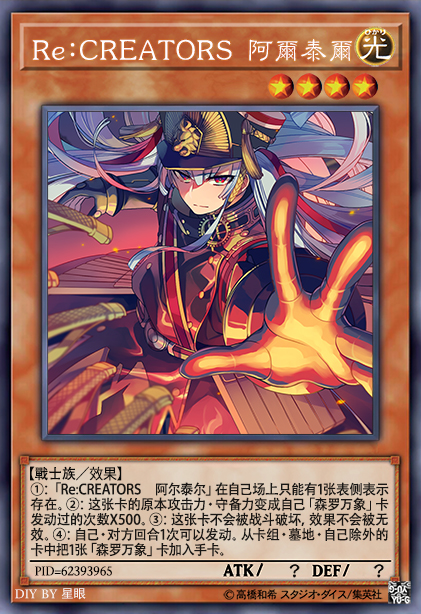 Re:CREATORS 阿爾泰爾
ひかり
光
【戦士族／効果】
①：「Re:CREATORS　阿尔泰尔」在自己场上只能有1张表侧表示
存在。②：这张卡的原本攻击力・守备力变成自己「森罗万象」卡
发动过的次数X500。③：这张卡不会被战斗破坏, 效果不会被无
效。④：自己・对方回合1次可以发动。从卡组・墓地・自己除外的
卡中把1张「森罗万象」卡加入手卡。
PID=62393965
ATK/ ? DEF/ ?
DIY BY 星眼
©高橋和希 スタジオ・ダイス/集英社